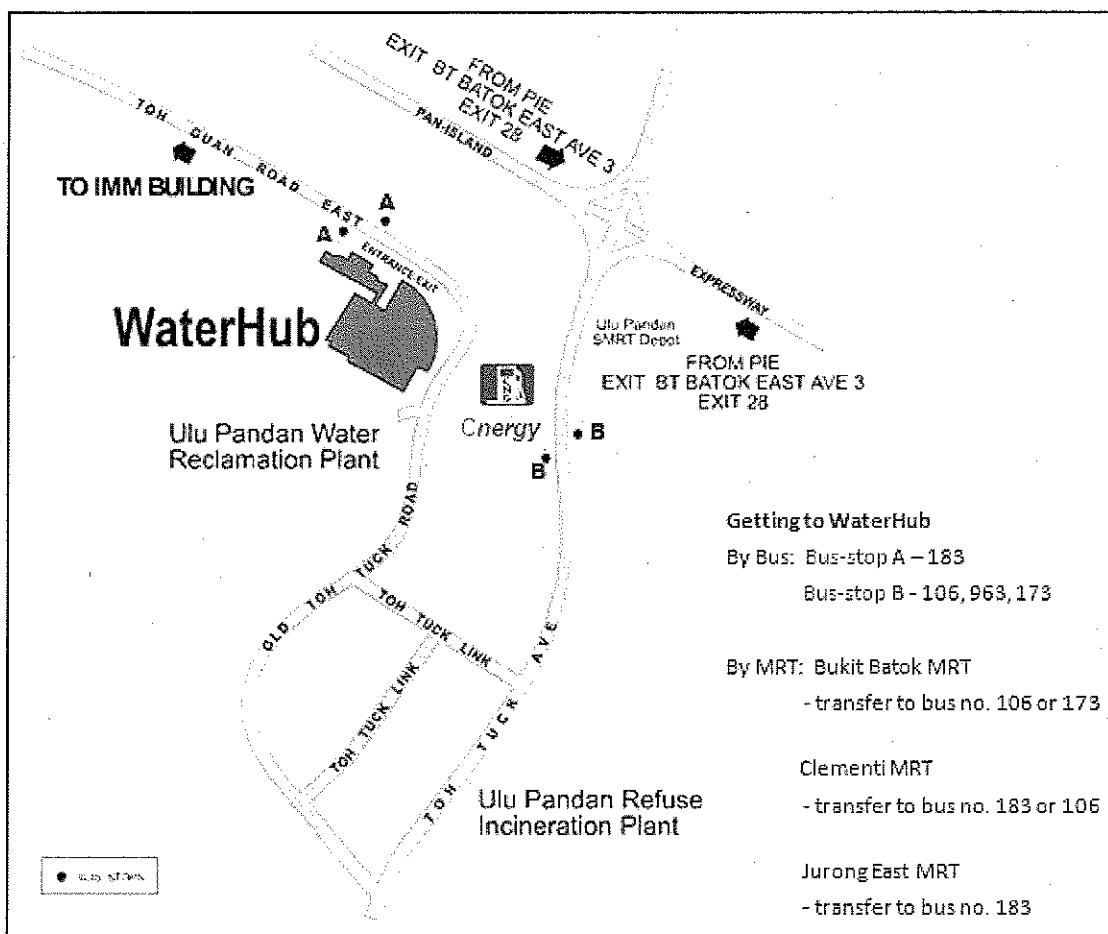 FROM PIE
EXIT BT BATOK EAST AVE 3
EXIT 28
PAN-ISLAND
TOH GUAN ROAD EAST
TO IMM BUILDING
A
A
ENTRANCE EXIT
WaterHub
EXPRESSWAY
Ulu Pandan
SMRT Depot
FROM PIE
EXIT BT BATOK EAST AVE 3
EXIT 28
CNG
Cnergy
B
B
Ulu Pandan Water
Reclamation Plant
OLD TOH TUCK ROAD
TOH TUCK LINK
TOH TUCK LINK
TOH TUCK AVE
Ulu Pandan Refuse
Incineration Plant
BUS STOPS
Getting to WaterHub
By Bus: Bus-stop A – 183
Bus-stop B - 106, 963, 173
By MRT: Bukit Batok MRT
- transfer to bus no. 106 or 173
Clementi MRT
- transfer to bus no. 183 or 106
Jurong East MRT
- transfer to bus no. 183